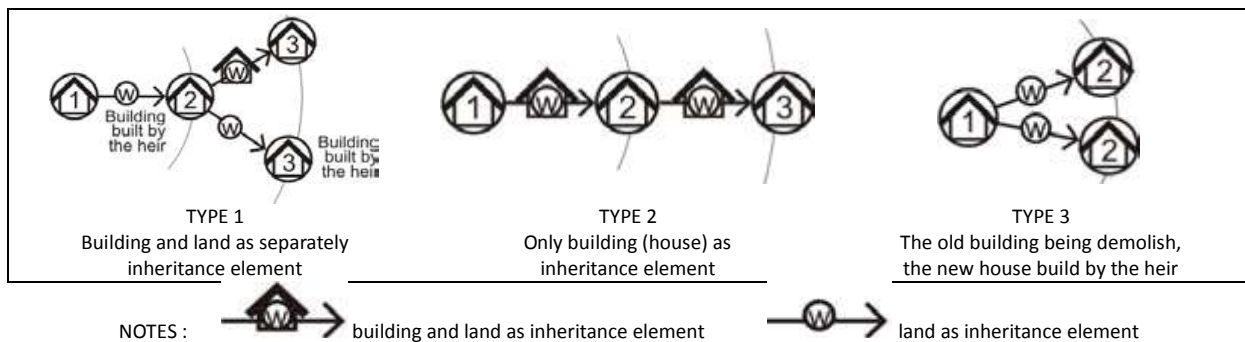 1 W 2 W 3
Building
built by
the heir
W
3 Building
built by
the heir
1 W 2 W 3
1 W 2
W 2
TYPE 1
Building and land as separately
inheritance element
TYPE 2
Only building (house) as
inheritance element
TYPE 3
The old building being demolish,
the new house build by the heir
NOTES : W building and land as inheritance element W land as inheritance element